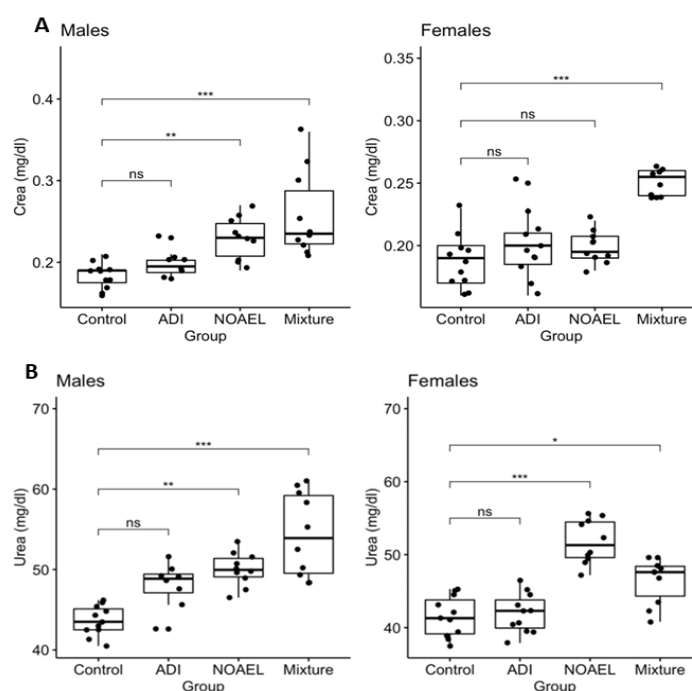 A
Males
Females
Crea (mg/dl)
0.4
0.3
0.2
***
**
ns
Control ADI NOAEL Mixture
Group
Crea (mg/dl)
0.35
0.30
0.25
0.20
***
ns
ns
Control ADI NOAEL Mixture
Group
B
Males
Females
Urea (mg/dl)
70
60
50
40
***
**
ns
Control ADI NOAEL Mixture
Group
Urea (mg/dl)
70
60
50
40
*
***
ns
Control ADI NOAEL Mixture
Group